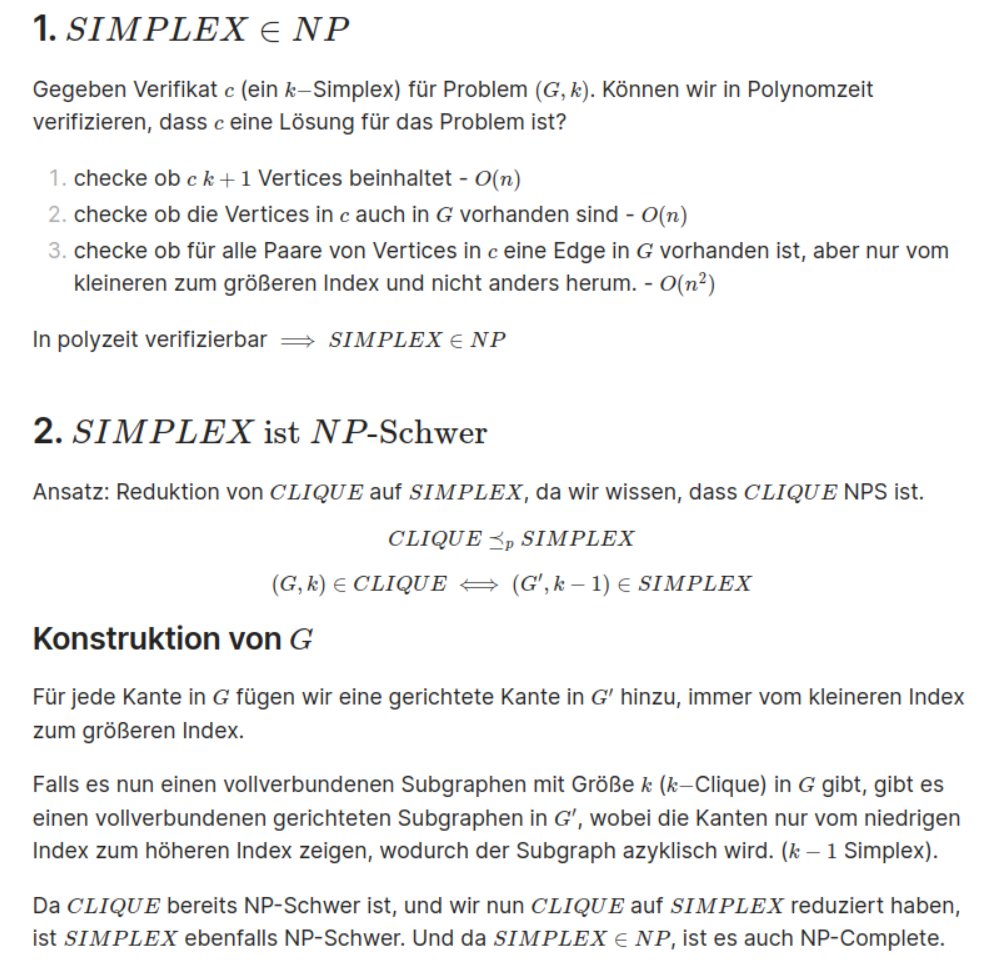 1. SIMPLEX ∈ NP
Gegeben Verifikat c (ein k−Simplex) für Problem (G, k). Können wir in Polynomzeit
verifizieren, dass c eine Lösung für das Problem ist?
1. checke ob c k + 1 Vertices beinhaltet - O(n)
2. checke ob die Vertices in c auch in G vorhanden sind - O(n)
3. checke ob für alle Paare von Vertices in c eine Edge in G vorhanden ist, aber nur vom
kleineren zum größeren Index und nicht anders herum. - O(n²)
In polyzeit verifizierbar ⟹ SIMPLEX ∈ NP
2. SIMPLEX ist NP-Schwer
Ansatz: Reduktion von CLIQUE auf SIMPLEX, da wir wissen, dass CLIQUE NPS ist.
CLIQUE ⪯ₚ SIMPLEX
(G, k) ∈ CLIQUE ⟺ (G′, k − 1) ∈ SIMPLEX
Konstruktion von G
Für jede Kante in G fügen wir eine gerichtete Kante in G′ hinzu, immer vom kleineren Index
zum größeren Index.
Falls es nun einen vollverbundenen Subgraphen mit Größe k (k−Clique) in G gibt, gibt es
einen vollverbundenen gerichteten Subgraphen in G′, wobei die Kanten nur vom niedrigen
Index zum höheren Index zeigen, wodurch der Subgraph azyklisch wird. (k − 1 Simplex).
Da CLIQUE bereits NP-Schwer ist, und wir nun CLIQUE auf SIMPLEX reduziert haben,
ist SIMPLEX ebenfalls NP-Schwer. Und da SIMPLEX ∈ NP, ist es auch NP-Complete.